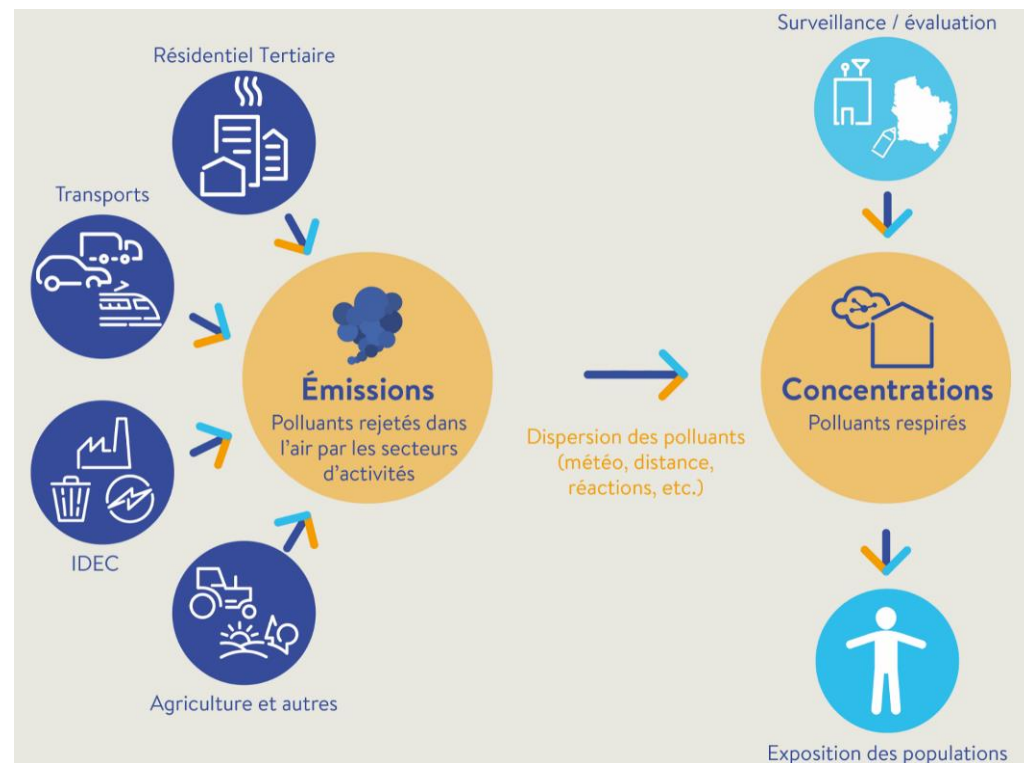 Surveillance / évaluation
Résidentiel Tertiaire
Transports
Émissions
Polluants rejetés dans
l'air par les secteurs
d'activités
Dispersion des polluants
(météo, distance,
réactions, etc.)
Concentrations
Polluants respirés
IDEC
Agriculture et autres
Exposition des populations